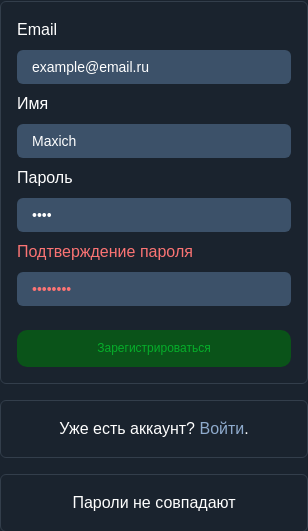 Email
example@email.ru
Имя
Maxich
Пароль
••••
Подтверждение пароля
••••••••
Зарегистрироваться
Уже есть аккаунт? Войти.
Пароли не совпадают